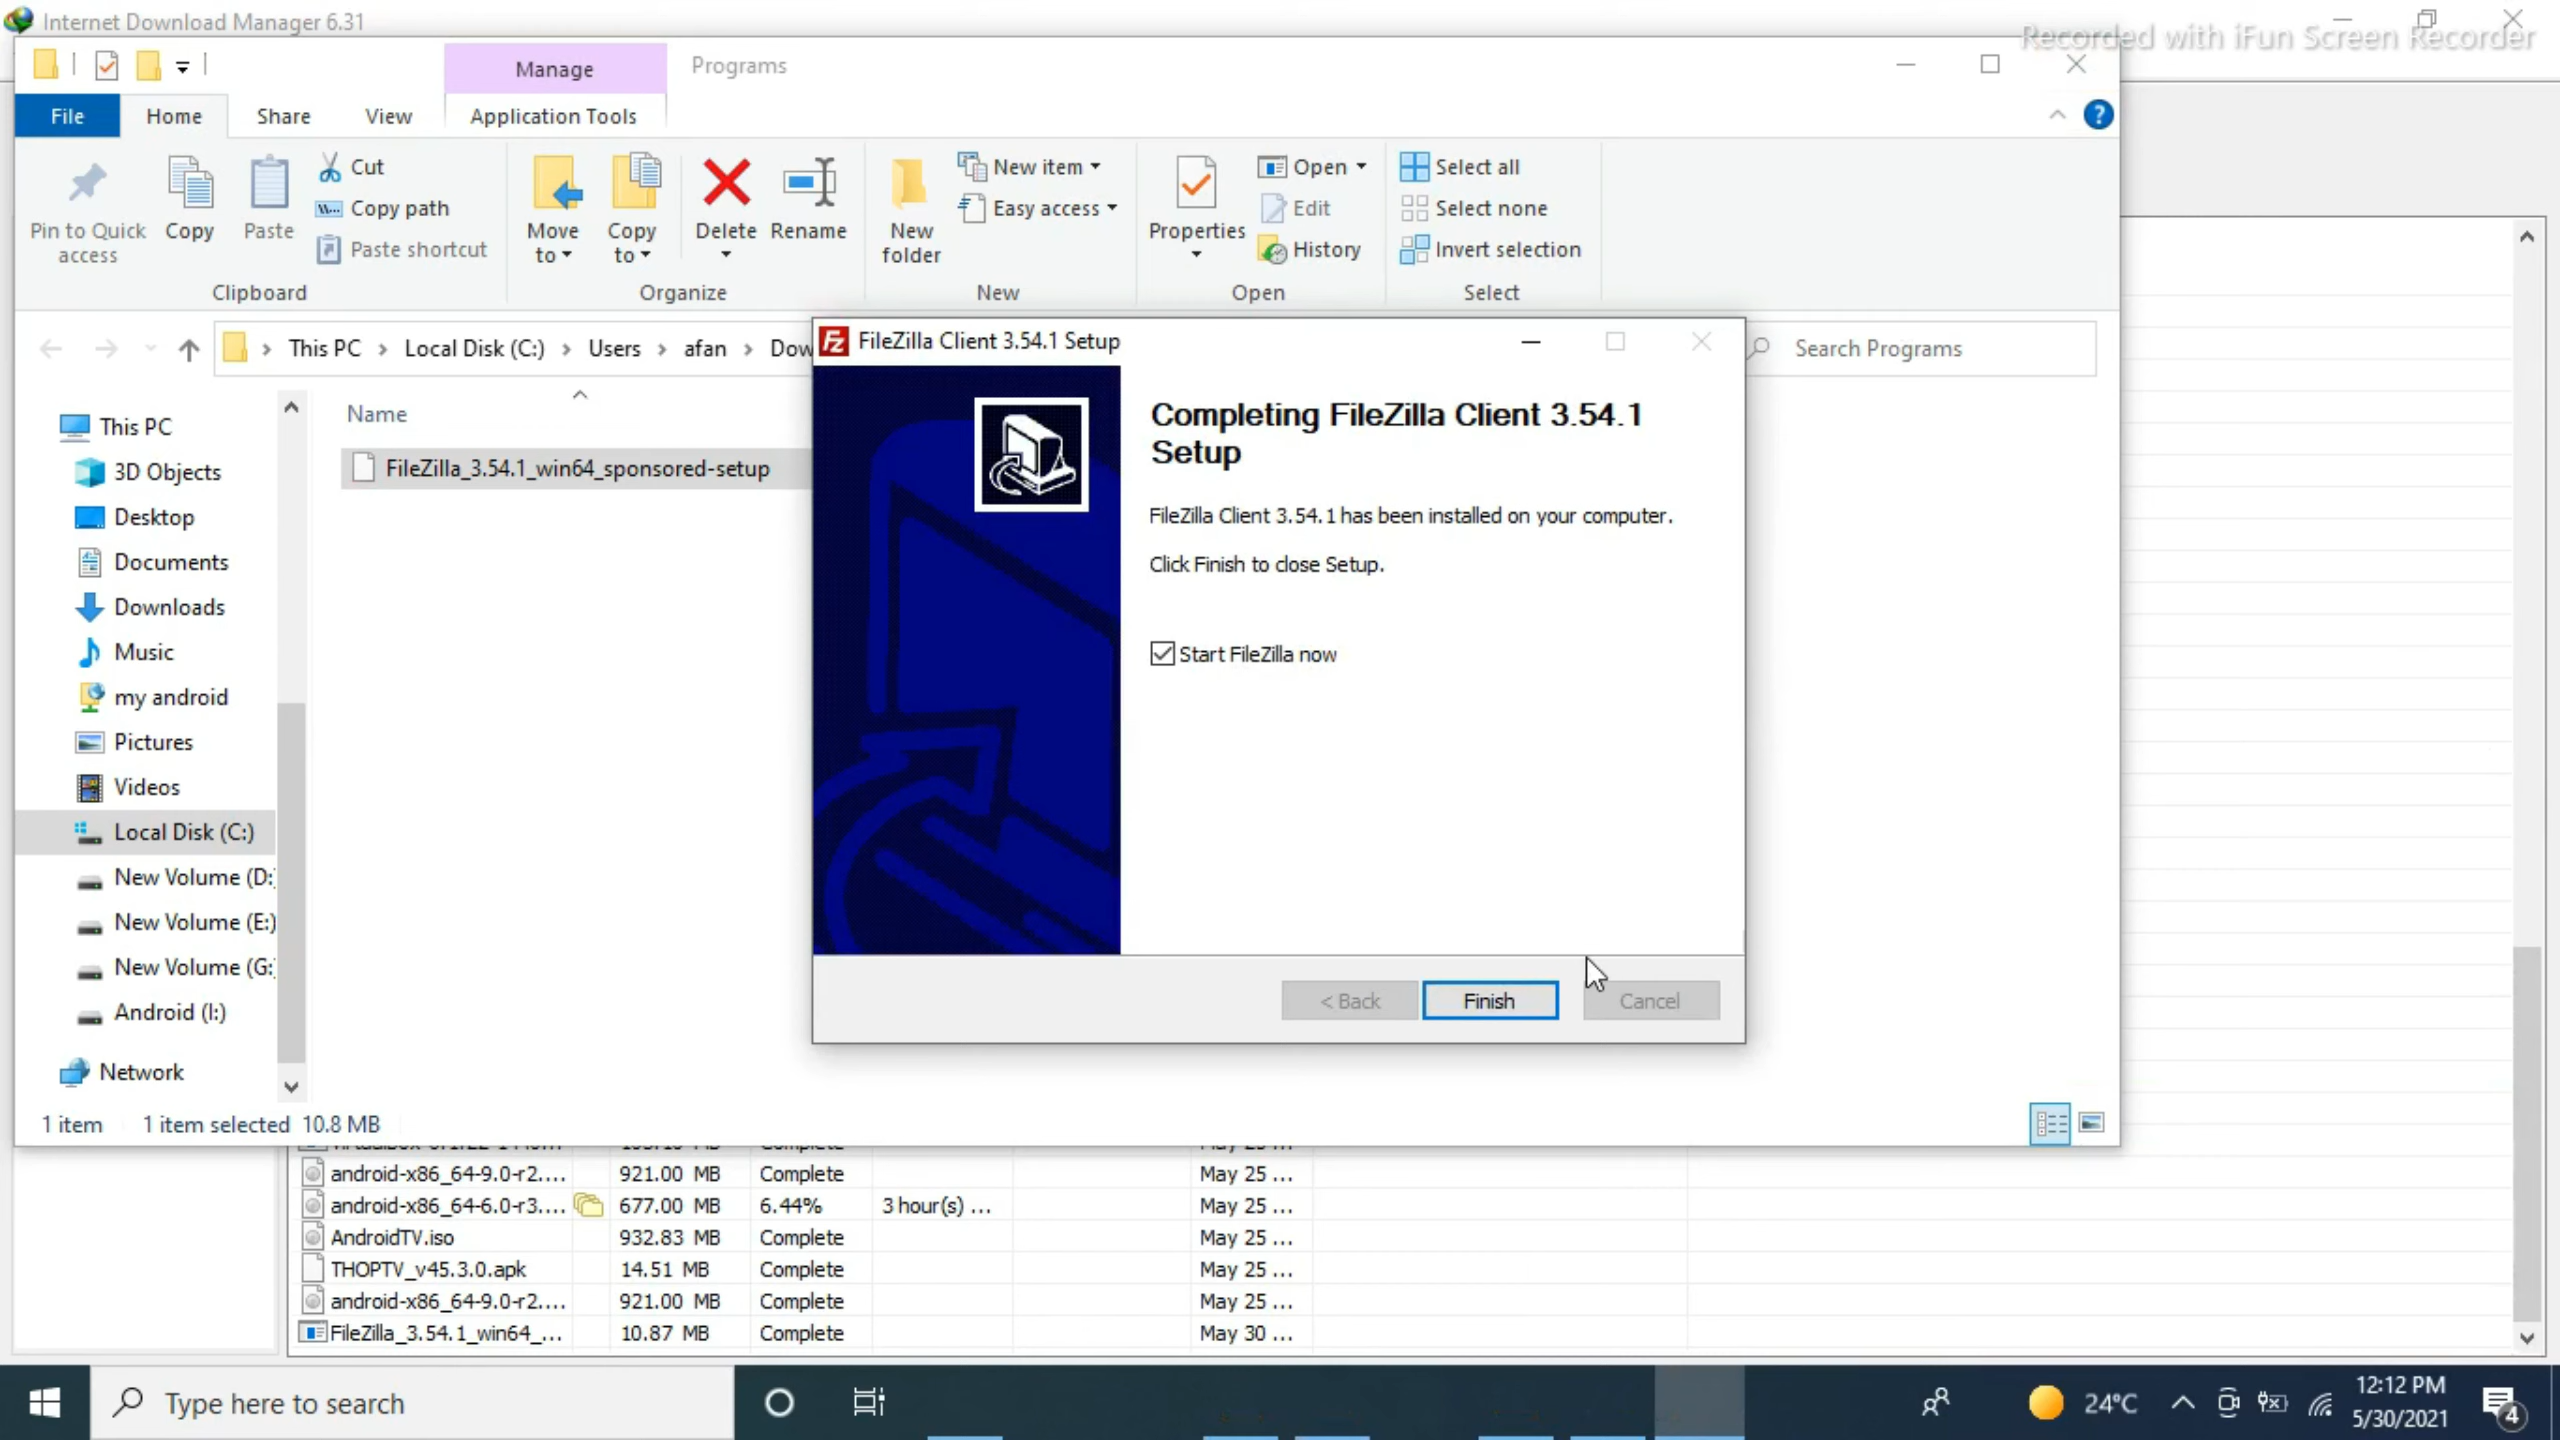 Internet Download Manager 6.31
Recorded with iFun Screen Recorder
Manage
Programs
File
Home
Share
View
Application Tools
Pin to Quick access
Copy
Paste
Cut
Copy path
Paste shortcut
Clipboard
Move to
Copy to
Delete
Rename
Organize
New folder
New item
Easy access
New
Properties
Open
Edit
History
Open
Select all
Select none
Invert selection
Select
This PC
Local Disk (C:)
Users
afan
Dow
Search Programs
This PC
3D Objects
Desktop
Documents
Downloads
Music
my android
Pictures
Videos
Local Disk (C:)
New Volume (D:
New Volume (E:)
New Volume (G:
Android (I:)
Network
Name
FileZilla_3.54.1_win64_sponsored-setup
FileZilla Client 3.54.1 Setup
Completing FileZilla Client 3.54.1
Setup
FileZilla Client 3.54.1 has been installed on your computer.
Click Finish to close Setup.
Start FileZilla now
< Back
Finish
Cancel
1 item
1 item selected 10.8 MB
android-x86_64-9.0-r2.... 921.00 MB Complete May 25 ...
android-x86_64-6.0-r3.... 677.00 MB 6.44% 3 hour(s) ... May 25 ...
AndroidTV.iso 932.83 MB Complete May 25 ...
THOPTV_v45.3.0.apk 14.51 MB Complete May 25 ...
android-x86_64-9.0-r2.... 921.00 MB Complete May 25 ...
FileZilla_3.54.1_win64_... 10.87 MB Complete May 30 ...
Type here to search
24°C
12:12 PM
5/30/2021
4